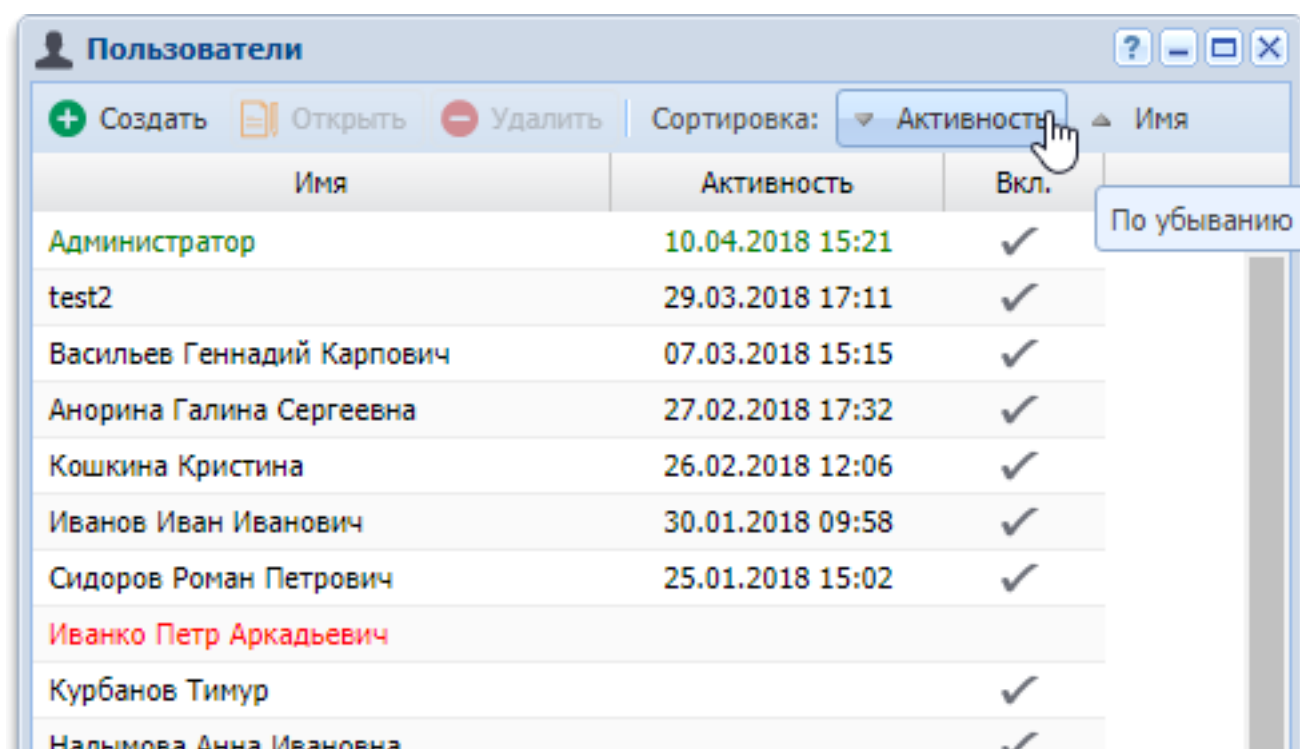 Пользователи
Создать Открыть Удалить Сортировка: Активность Имя
Имя Активность Вкл.
По убыванию
Администратор 10.04.2018 15:21
test2 29.03.2018 17:11
Васильев Геннадий Карпович 07.03.2018 15:15
Анорина Галина Сергеевна 27.02.2018 17:32
Кошкина Кристина 26.02.2018 12:06
Иванов Иван Иванович 30.01.2018 09:58
Сидоров Роман Петрович 25.01.2018 15:02
Иванко Петр Аркадьевич
Курбанов Тимур
Налымова Анна Ивановна